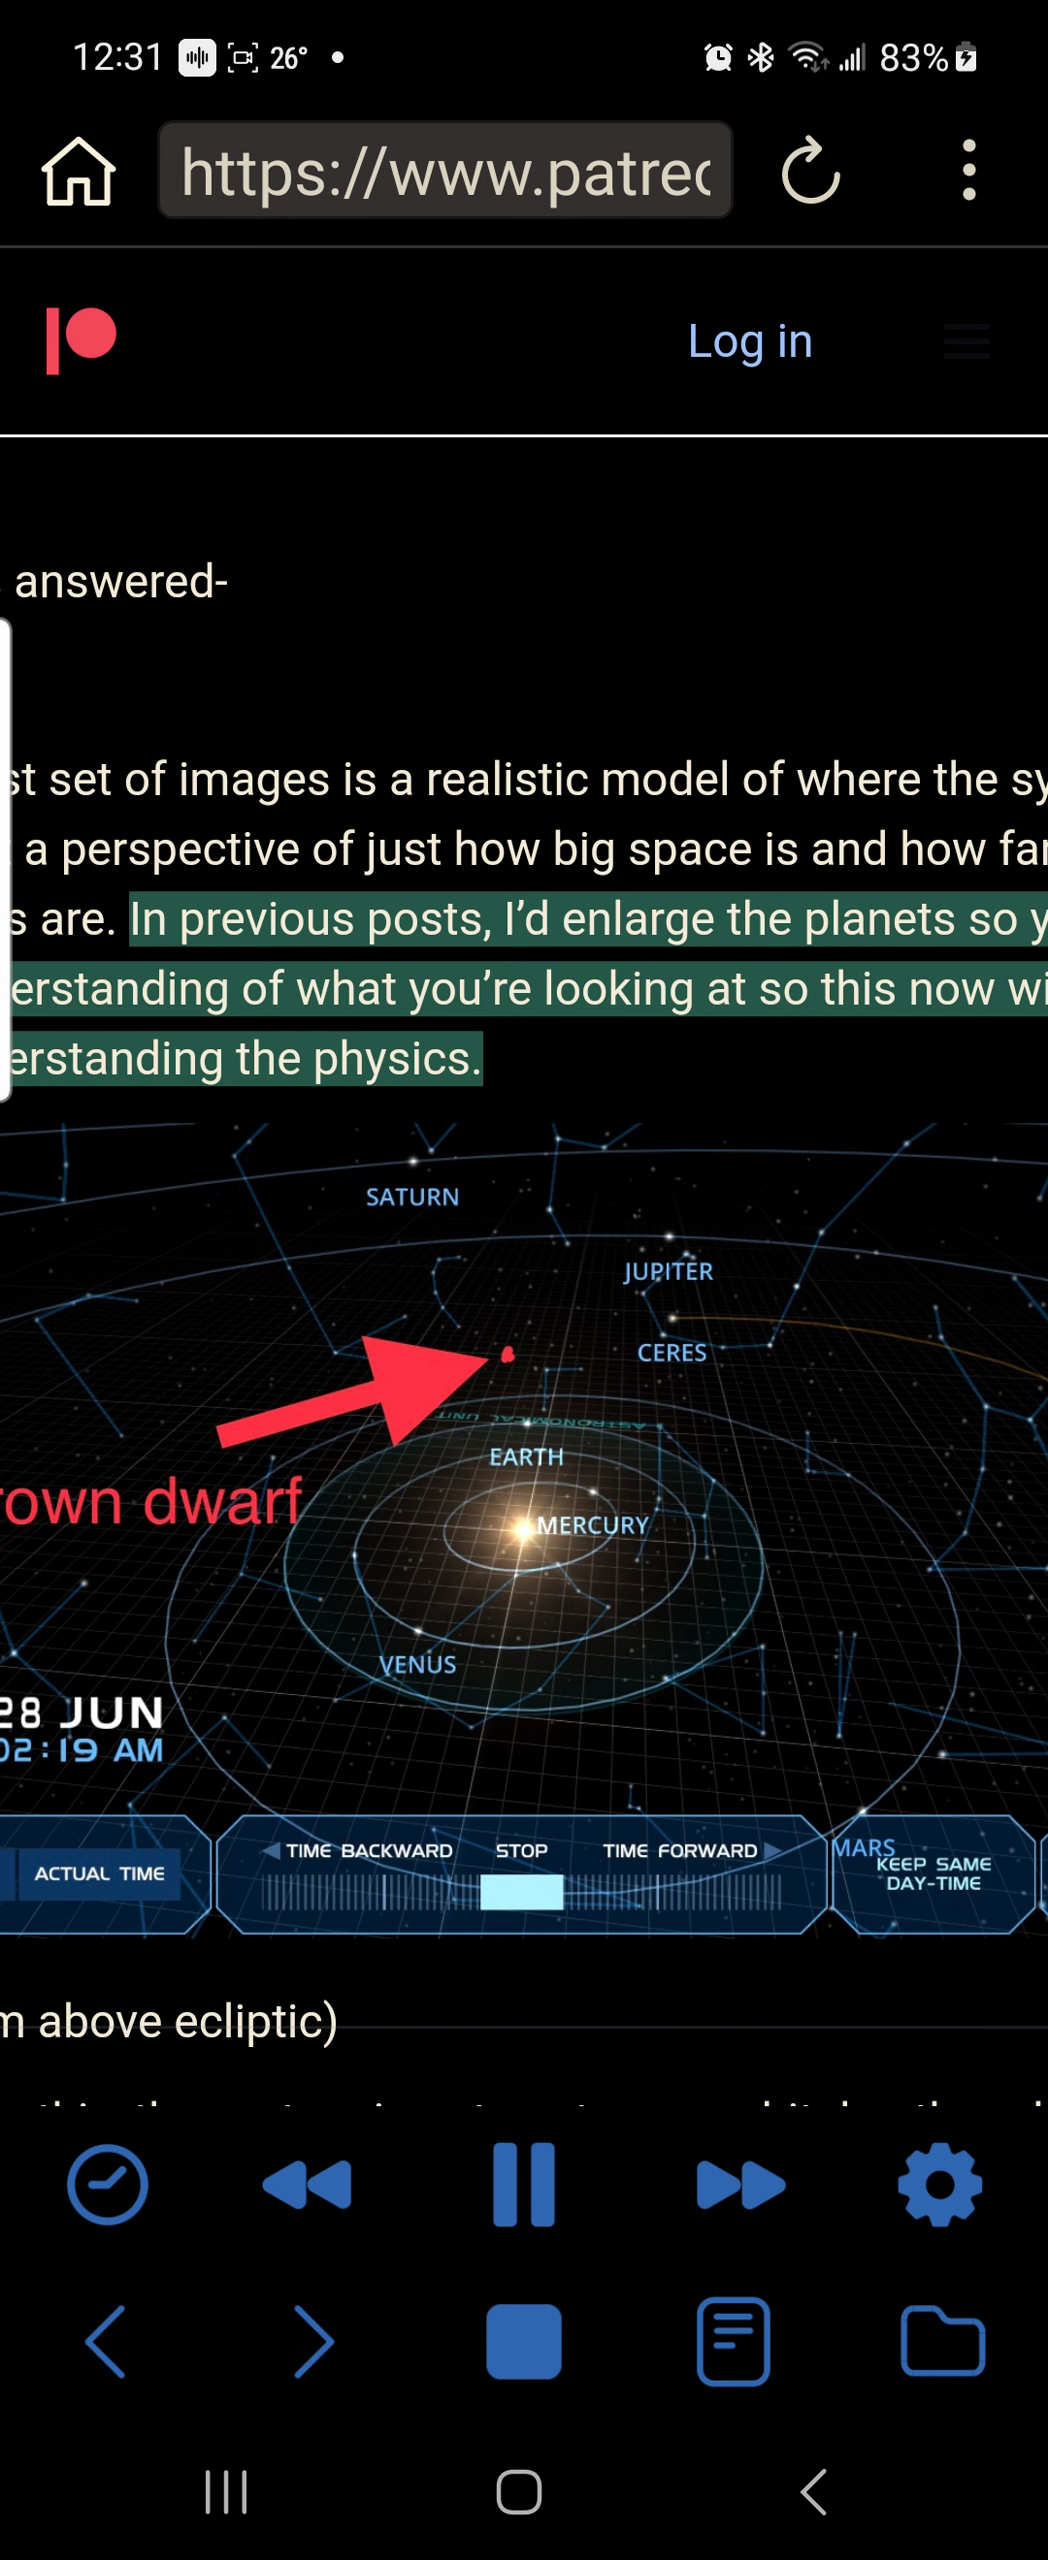 12:31 26° 83%
https://www.patreo
Log in
answered-
st set of images is a realistic model of where the sy
a perspective of just how big space is and how far
s are. In previous posts, I’d enlarge the planets so y
erstanding of what you’re looking at so this now wi
erstanding the physics.
SATURN
JUPITER
CERES
ASTRONOMICAL UNIT
EARTH
rown dwarf
MERCURY
VENUS
28 JUN
02:19 AM
MARS
ACTUAL TIME
TIME BACKWARD STOP TIME FORWARD
KEEP SAME
DAY-TIME
m above ecliptic)